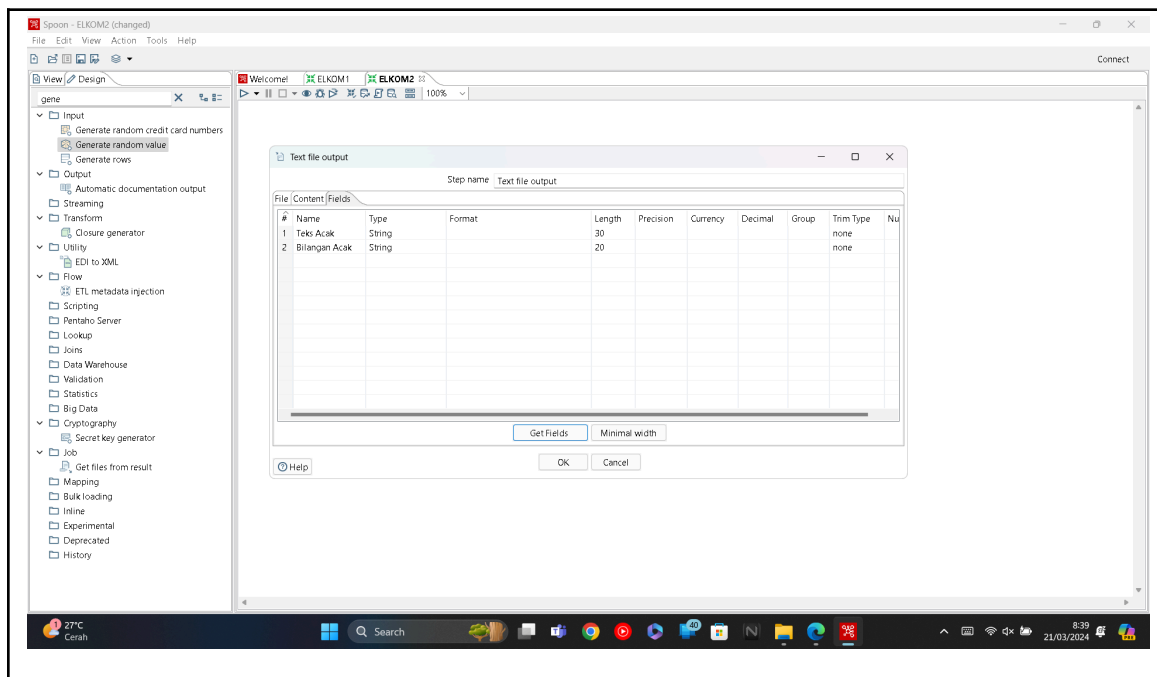 Spoon - ELKOM2 (changed)
File Edit View Action Tools Help
Connect
View Design
gene
Input
Generate random credit card numbers
Generate random value
Generate rows
Output
Automatic documentation output
Streaming
Transform
Closure generator
Utility
EDI to XML
Flow
ETL metadata injection
Scripting
Pentaho Server
Lookup
Joins
Data Warehouse
Validation
Statistics
Big Data
Cryptography
Secret key generator
Job
Get files from result
Mapping
Bulk loading
Inline
Experimental
Deprecated
History
Welcome! ELKOM1 ELKOM2
100%
Text file output
Step name Text file output
File Content Fields
# Name Type Format Length Precision Currency Decimal Group Trim Type Nu
1 Teks Acak String 30 none
2 Bilangan Acak String 20 none
Get Fields Minimal width
Help OK Cancel
1 27°C
Cerah
Search
40
8:39
21/03/2024
PRE